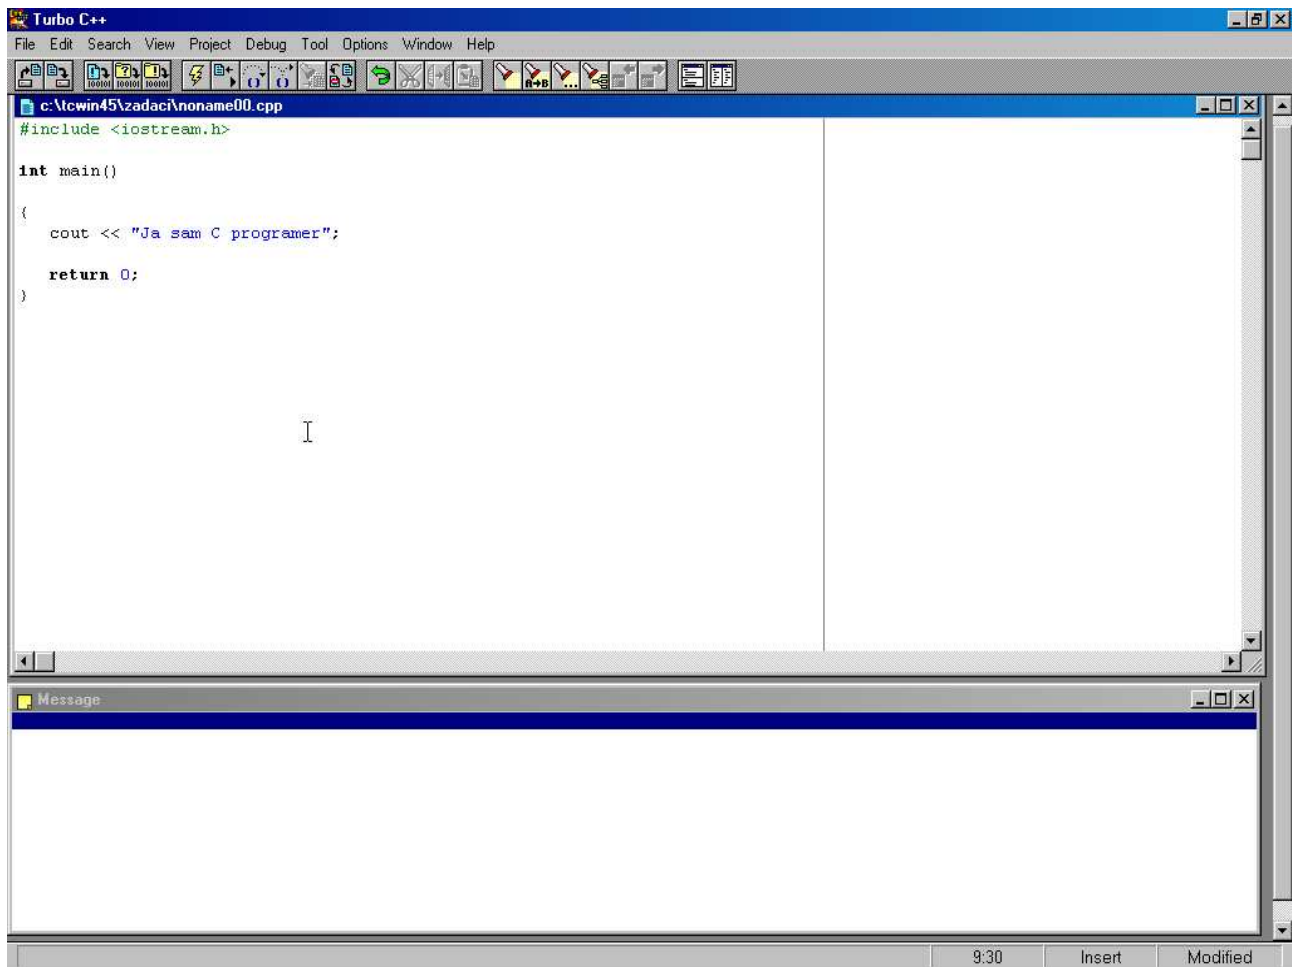 Turbo C++
File Edit Search View Project Debug Tool Options Window Help
c:\tcwin45\zadaci\noname00.cpp
#include <iostream.h>
int main()
{
cout << "Ja sam C programer";
return 0;
}
Message
9:30 Insert Modified